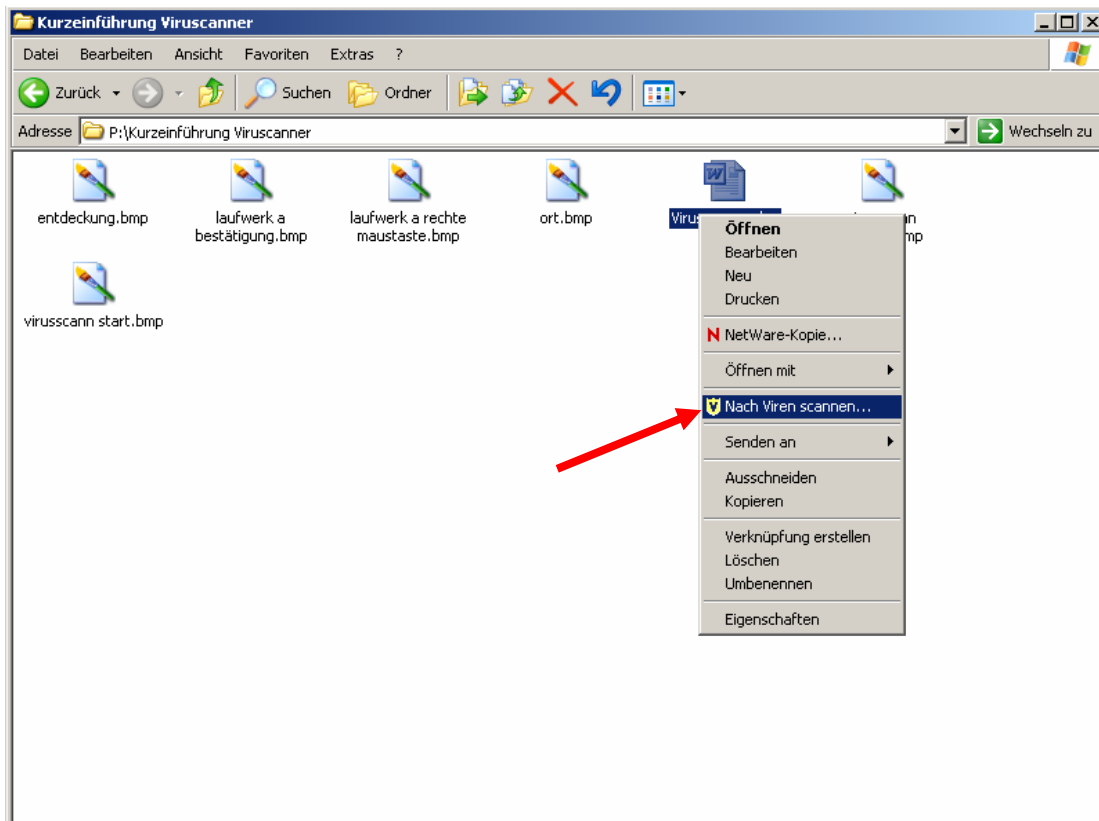 Kurzeinführung Viruscanner
Datei Bearbeiten Ansicht Favoriten Extras ?
Zurück Suchen Ordner
Adresse P:\Kurzeinführung Viruscanner Wechseln zu
entdeckung.bmp
laufwerk a
bestätigung.bmp
laufwerk a rechte
maustaste.bmp
ort.bmp
virusscann start.bmp
Öffnen
Bearbeiten
Neu
Drucken
N NetWare-Kopie...
Öffnen mit
Nach Viren scannen...
Senden an
Ausschneiden
Kopieren
Verknüpfung erstellen
Löschen
Umbenennen
Eigenschaften